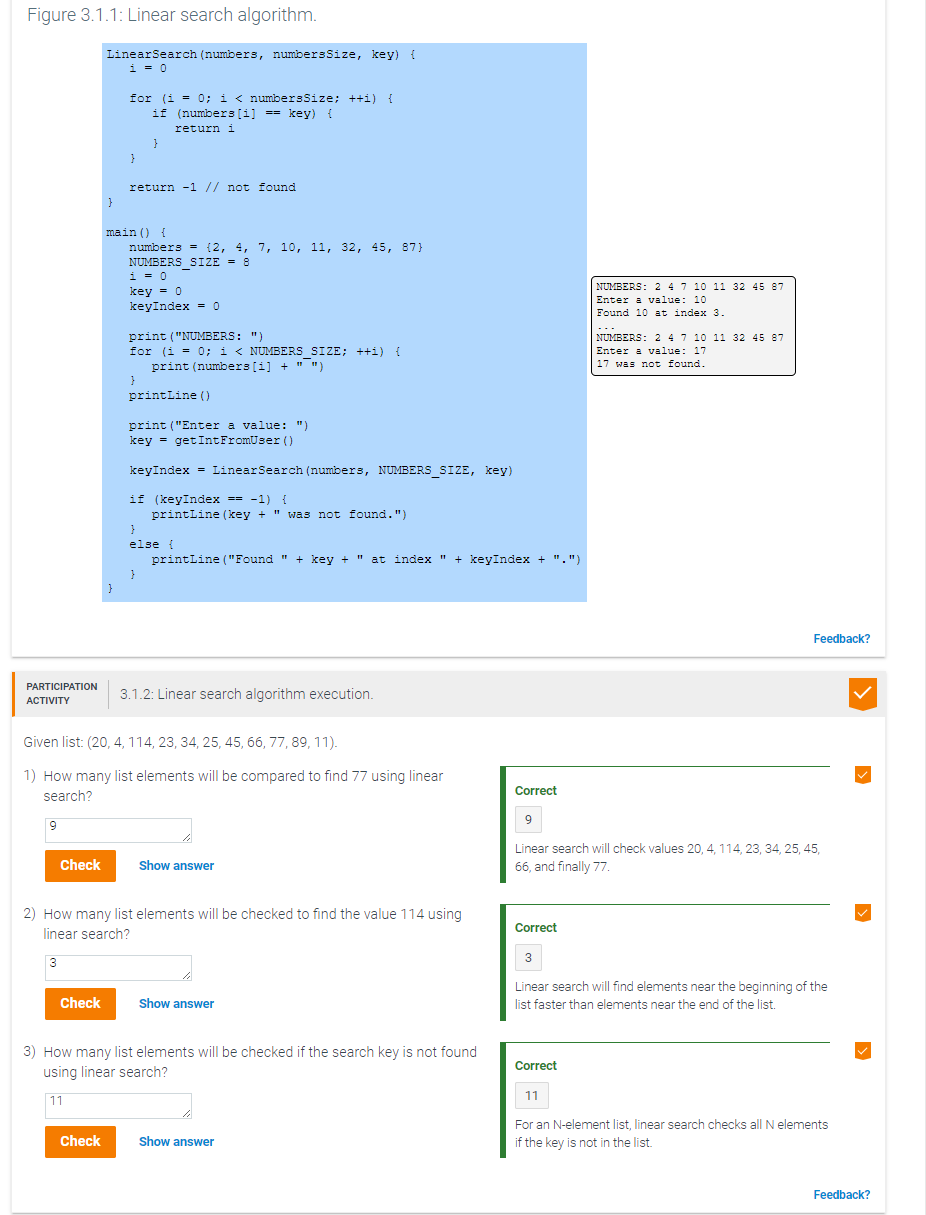 Figure 3.1.1: Linear search algorithm.
LinearSearch(numbers, numbersSize, key) {
   i = 0

   for (i = 0; i < numbersSize; ++i) {
      if (numbers[i] == key) {
         return i
      }
   }

   return -1 // not found
}

main() {
   numbers = {2, 4, 7, 10, 11, 32, 45, 87}
   NUMBERS_SIZE = 8
   i = 0
   key = 0
   keyIndex = 0

   print("NUMBERS: ")
   for (i = 0; i < NUMBERS_SIZE; ++i) {
      print(numbers[i] + " ")
   }
   printLine()

   print("Enter a value: ")
   key = getIntFromUser()

   keyIndex = LinearSearch(numbers, NUMBERS_SIZE, key)

   if (keyIndex == -1) {
      printLine(key + " was not found.")
   }
   else {
      printLine("Found " + key + " at index " + keyIndex + ".")
   }
}
NUMBERS: 2 4 7 10 11 32 45 87
Enter a value: 10
Found 10 at index 3.
...
NUMBERS: 2 4 7 10 11 32 45 87
Enter a value: 17
17 was not found.
Feedback?
PARTICIPATION
ACTIVITY
3.1.2: Linear search algorithm execution.
Given list: (20, 4, 114, 23, 34, 25, 45, 66, 77, 89, 11).
1) How many list elements will be compared to find 77 using linear
search?
9
Check
Show answer
Correct
9
Linear search will check values 20, 4, 114, 23, 34, 25, 45,
66, and finally 77.
2) How many list elements will be checked to find the value 114 using
linear search?
3
Check
Show answer
Correct
3
Linear search will find elements near the beginning of the
list faster than elements near the end of the list.
3) How many list elements will be checked if the search key is not found
using linear search?
11
Check
Show answer
Correct
11
For an N-element list, linear search checks all N elements
if the key is not in the list.
Feedback?